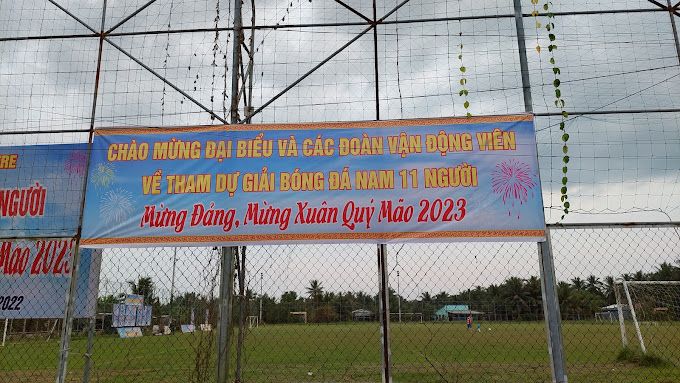 CHÀO MỪNG ĐẠI BIỂU VÀ CÁC ĐOÀN VẬN ĐỘNG VIÊN
VỀ THAM DỰ GIẢI BÓNG ĐÁ NAM 11 NGƯỜI
Mừng Đảng, Mừng Xuân Quý Mão 2023
TRE
NGƯỜI
Mão 2023
2022